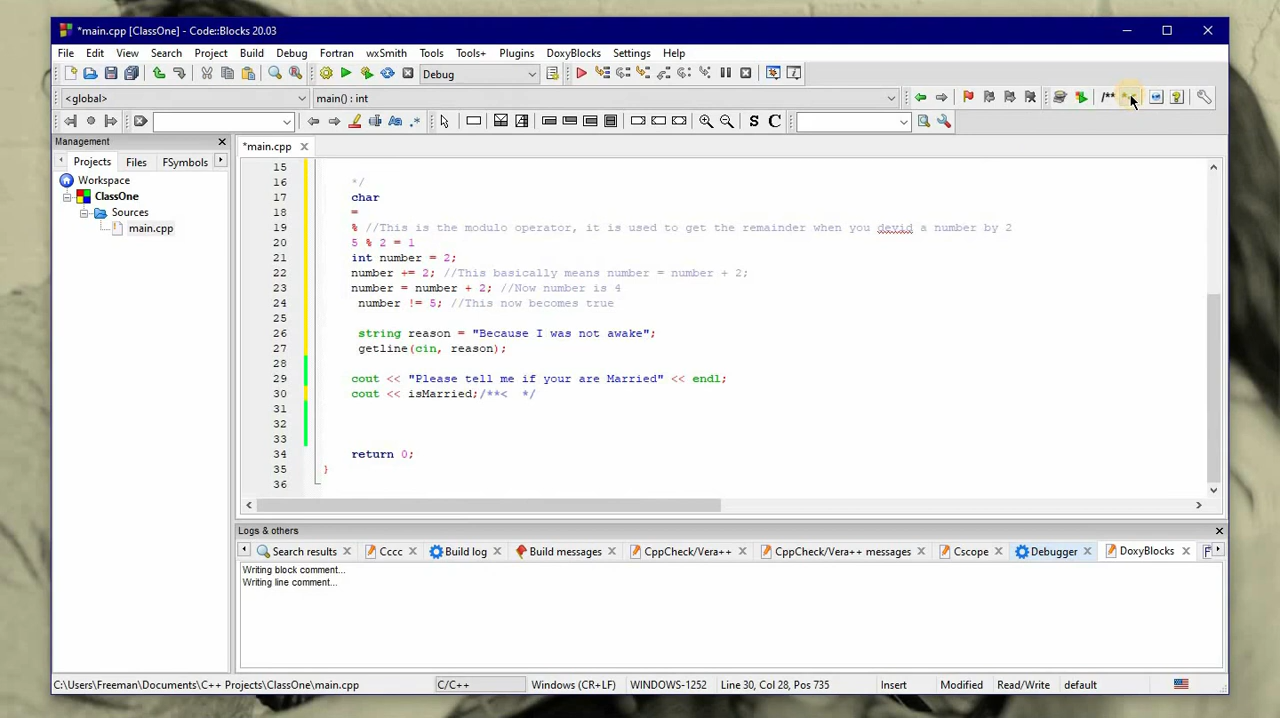 *main.cpp [ClassOne] - Code::Blocks 20.03
File Edit View Search Project Build Debug Fortran wxSmith Tools Tools+ Plugins DoxyBlocks Settings Help
Debug
<global> main() : int /** *<
Aa .* S C
Management
Projects Files FSymbols
Workspace
ClassOne
Sources
main.cpp
*main.cpp
15
16 */
17 char
18 =
19 % //This is the modulo operator, it is used to get the remainder when you devid a number by 2
20 5 % 2 = 1
21 int number = 2;
22 number += 2; //This basically means number = number + 2;
23 number = number + 2; //Now number is 4
24 number != 5; //This now becomes true
25
26 string reason = "Because I was not awake";
27 getline(cin, reason);
28
29 cout << "Please tell me if your are Married" << endl;
30 cout << isMarried;/**< */
31
32
33
34 return 0;
35 }
36
Logs & others
Search results Cccc Build log Build messages CppCheck/Vera++ CppCheck/Vera++ messages Cscope Debugger DoxyBlocks
Writing block comment...
Writing line comment...
C:\Users\Freeman\Documents\C++ Projects\ClassOne\main.cpp C/C++ Windows (CR+LF) WINDOWS-1252 Line 30, Col 28, Pos 735 Insert Modified Read/Write default